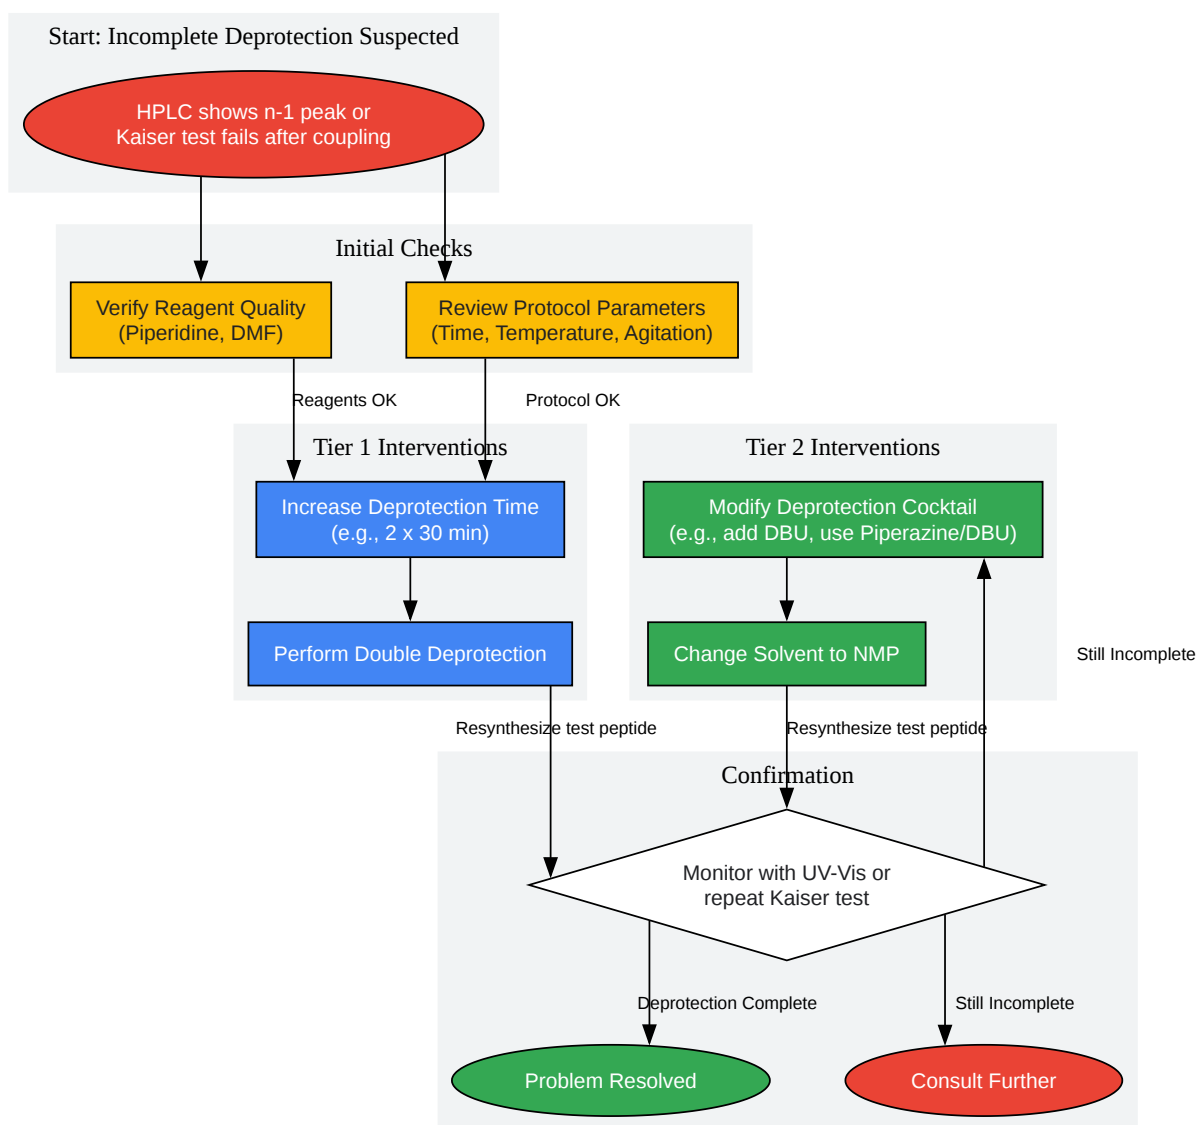 Start: Incomplete Deprotection Suspected
HPLC shows n-1 peak or
Kaiser test fails after coupling
Initial Checks
Verify Reagent Quality
(Piperidine, DMF)
Review Protocol Parameters
(Time, Temperature, Agitation)
Reagents OK
Protocol OK
Tier 1 Interventions
Increase Deprotection Time
(e.g., 2 x 30 min)
Perform Double Deprotection
Tier 2 Interventions
Modify Deprotection Cocktail
(e.g., add DBU, use Piperazine/DBU)
Change Solvent to NMP
Still Incomplete
Resynthesize test peptide
Resynthesize test peptide
Confirmation
Monitor with UV-Vis or
repeat Kaiser test
Deprotection Complete
Still Incomplete
Problem Resolved
Consult Further